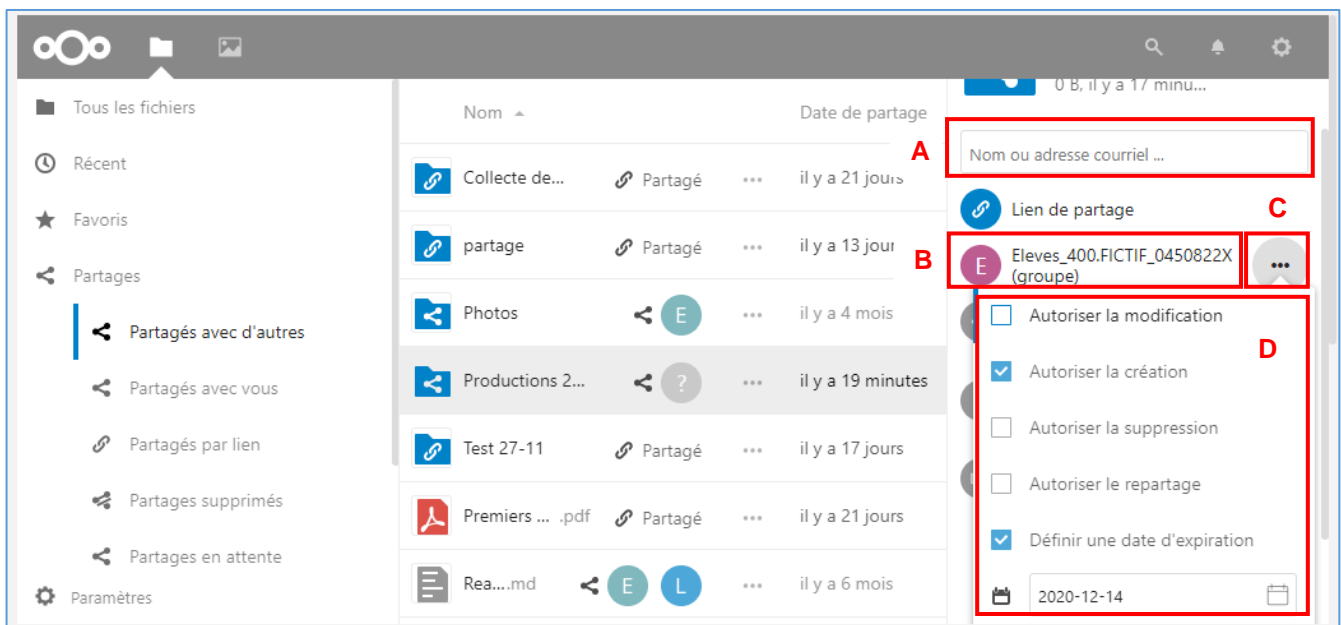 Tous les fichiers
Récent
Favoris
Partages
Partagés avec d'autres
Partagés avec vous
Partagés par lien
Partages supprimés
Partages en attente
Paramètres
Nom
Date de partage
Collecte de...
Partagé
il y a 21 jours
partage
Partagé
il y a 13 jour
Photos
E
il y a 4 mois
Productions 2...
?
il y a 19 minutes
Test 27-11
Partagé
il y a 17 jours
Premiers ... .pdf
Partagé
il y a 21 jours
Rea....md
E
L
il y a 6 mois
0 B, il y a 17 minu...
A
Nom ou adresse courriel ...
Lien de partage
C
B
E
Eleves_400.FICTIF_0450822X
(groupe)
Autoriser la modification
D
Autoriser la création
Autoriser la suppression
Autoriser le repartage
Définir une date d'expiration
2020-12-14